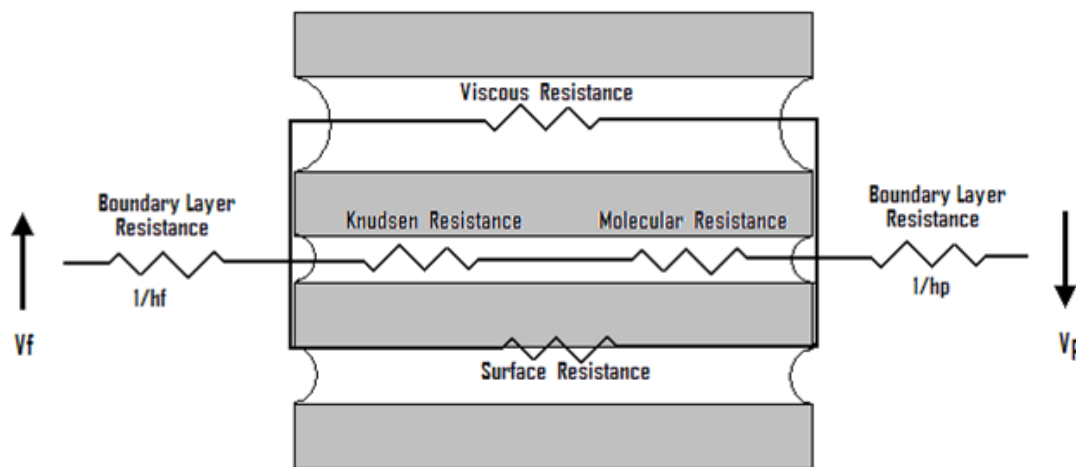 Viscous Resistance
Boundary Layer
Resistance
Knudsen Resistance
Molecular Resistance
Boundary Layer
Resistance
1/hf
1/hp
Vf
Vp
Surface Resistance